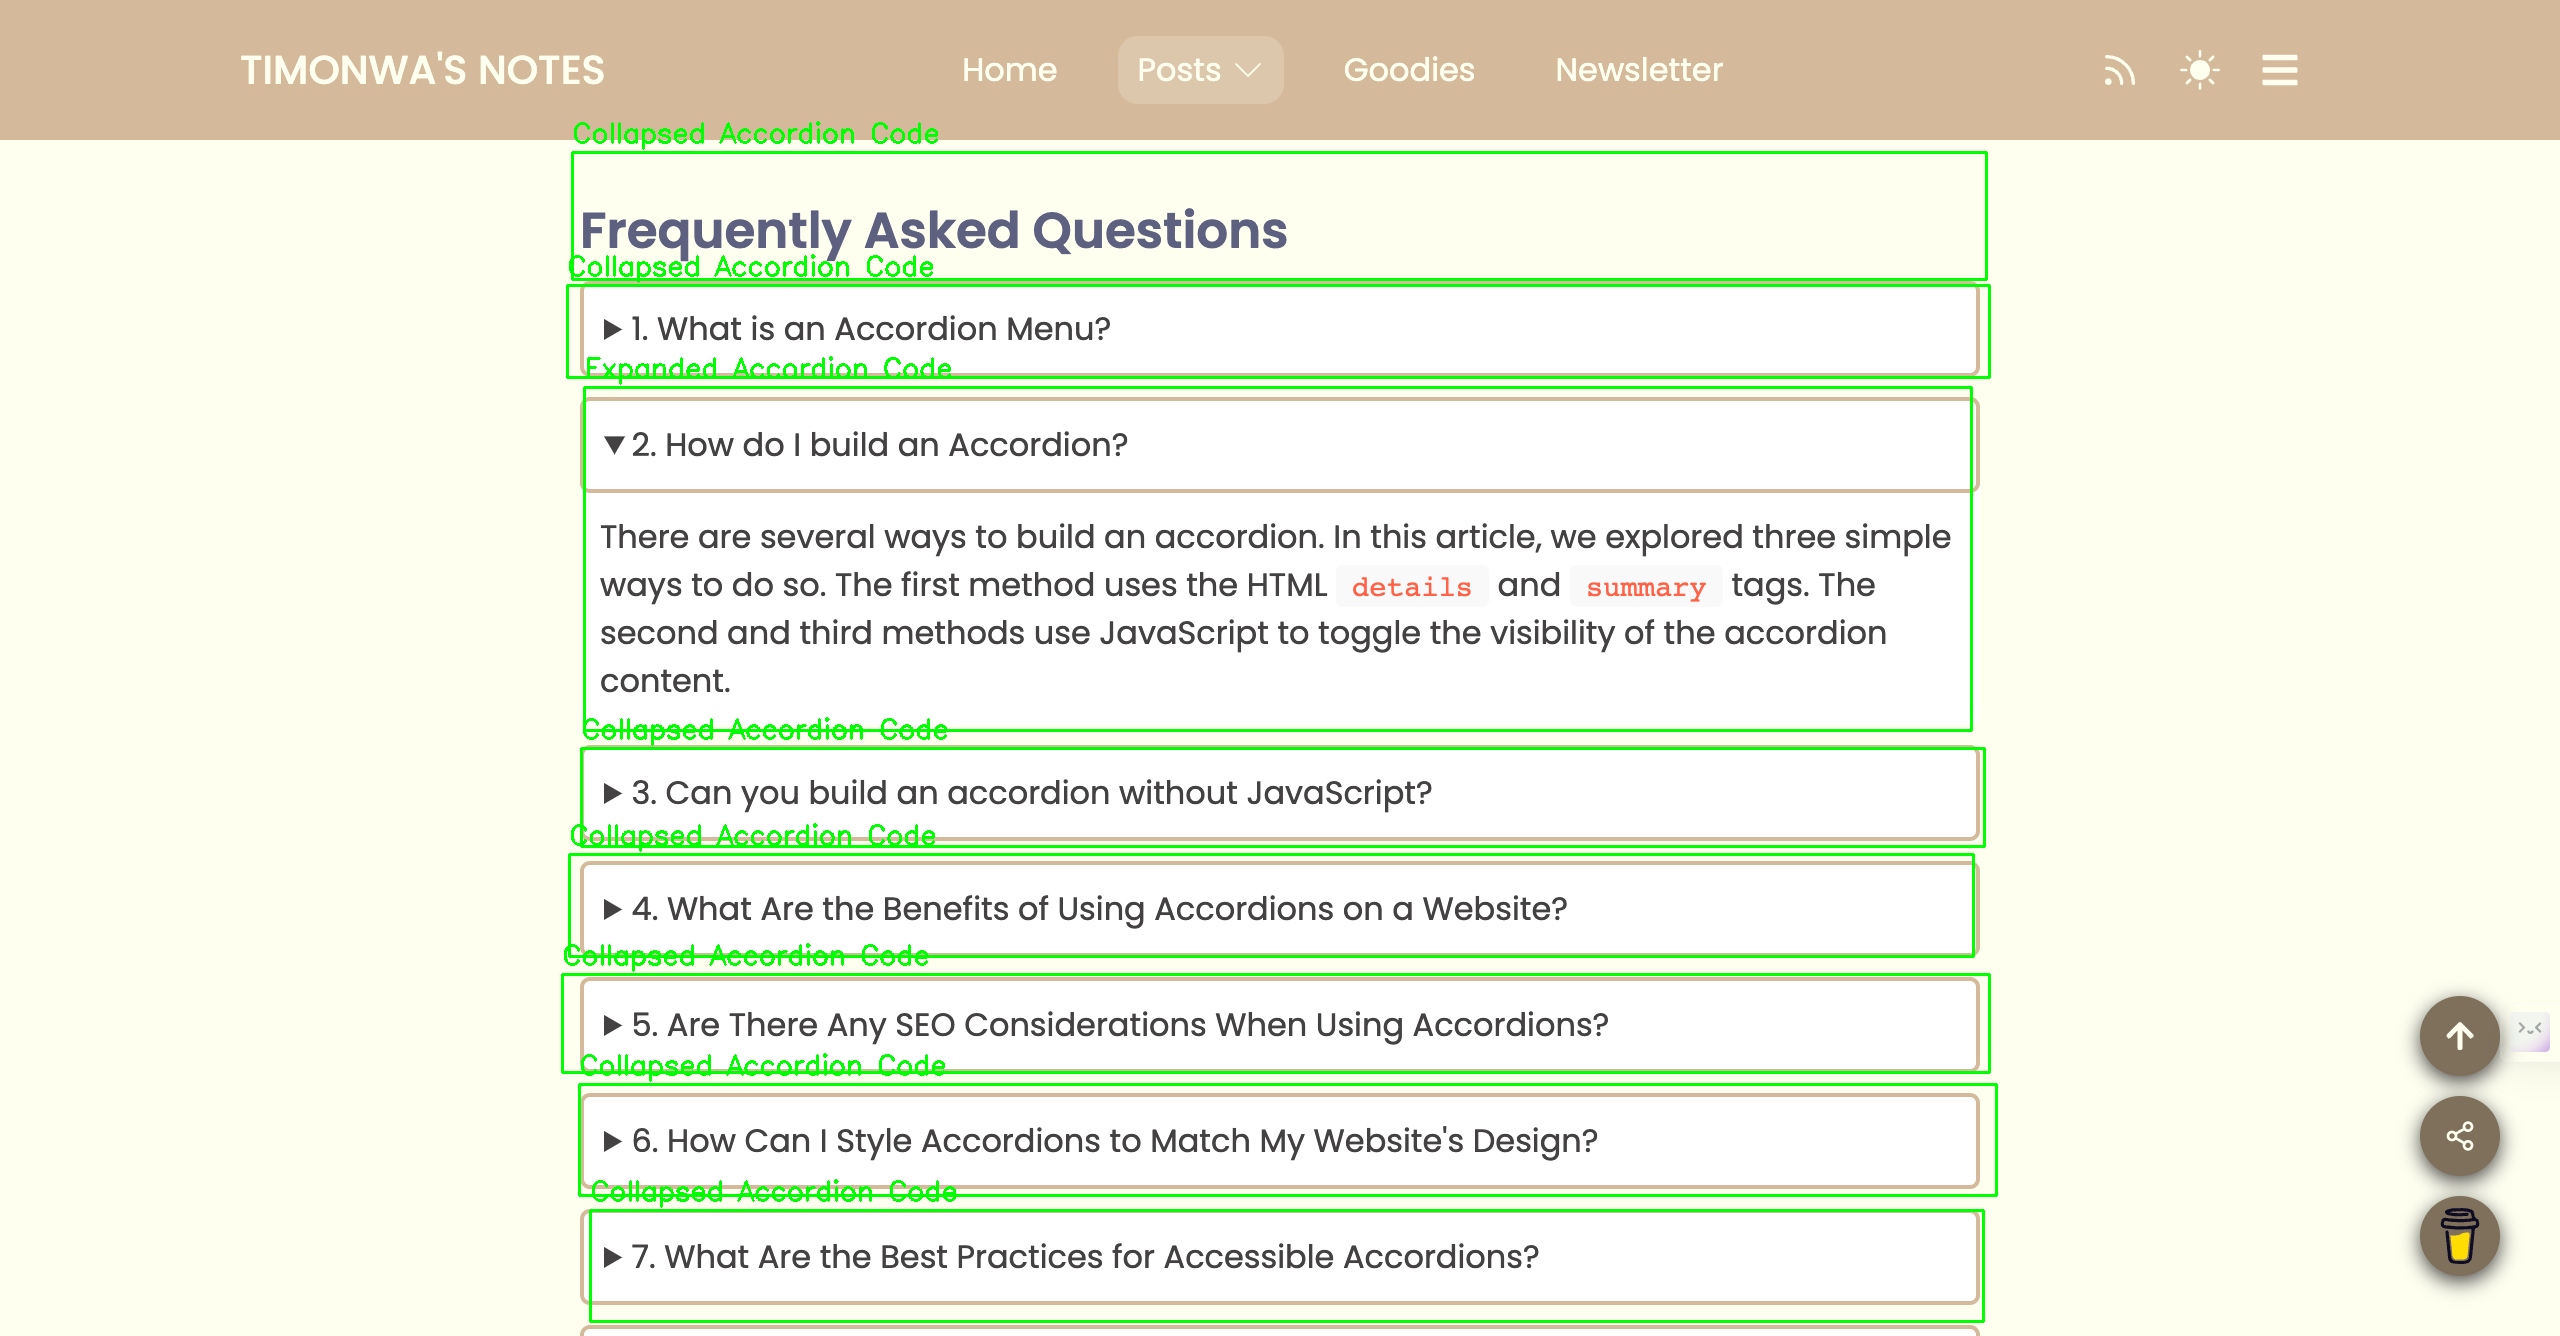 TIMONWA'S NOTES
Home
Posts
Goodies
Newsletter
Collapsed Accordion Code
Frequently Asked Questions
Collapsed Accordion Code
1. What is an Accordion Menu?
Expanded Accordion Code
2. How do I build an Accordion?
There are several ways to build an accordion. In this article, we explored three simple
ways to do so. The first method uses the HTML details and summary tags. The
second and third methods use JavaScript to toggle the visibility of the accordion
content.
Collapsed Accordion Code
3. Can you build an accordion without JavaScript?
Collapsed Accordion Code
4. What Are the Benefits of Using Accordions on a Website?
Collapsed Accordion Code
5. Are There Any SEO Considerations When Using Accordions?
Collapsed Accordion Code
6. How Can I Style Accordions to Match My Website's Design?
Collapsed Accordion Code
7. What Are the Best Practices for Accessible Accordions?